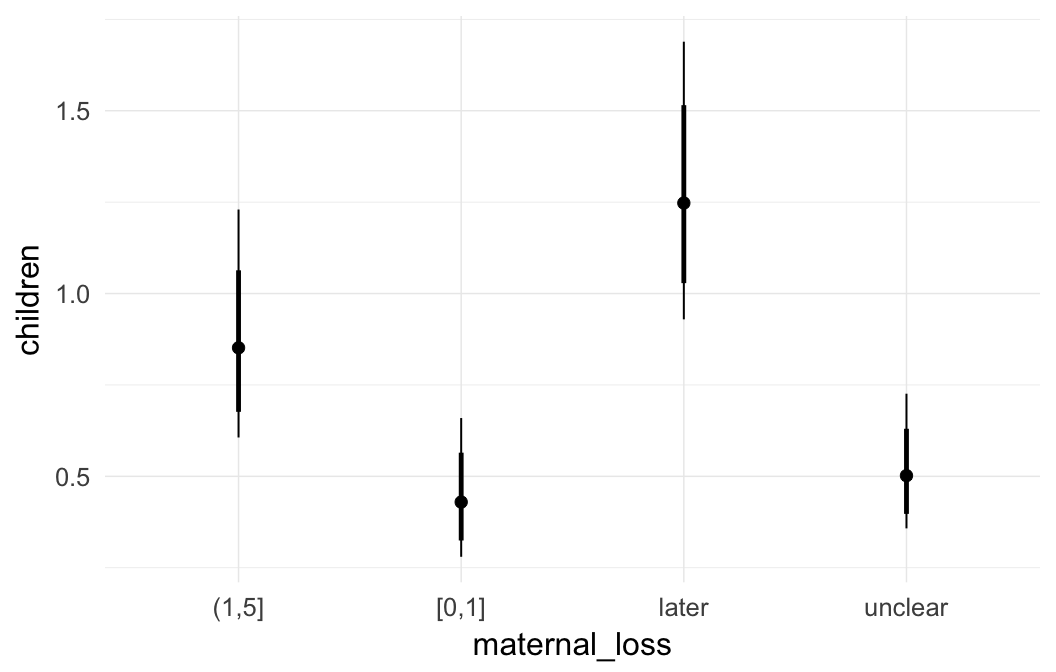 children
1.5
1.0
0.5
(1,5]
[0,1]
later
unclear
maternal_loss